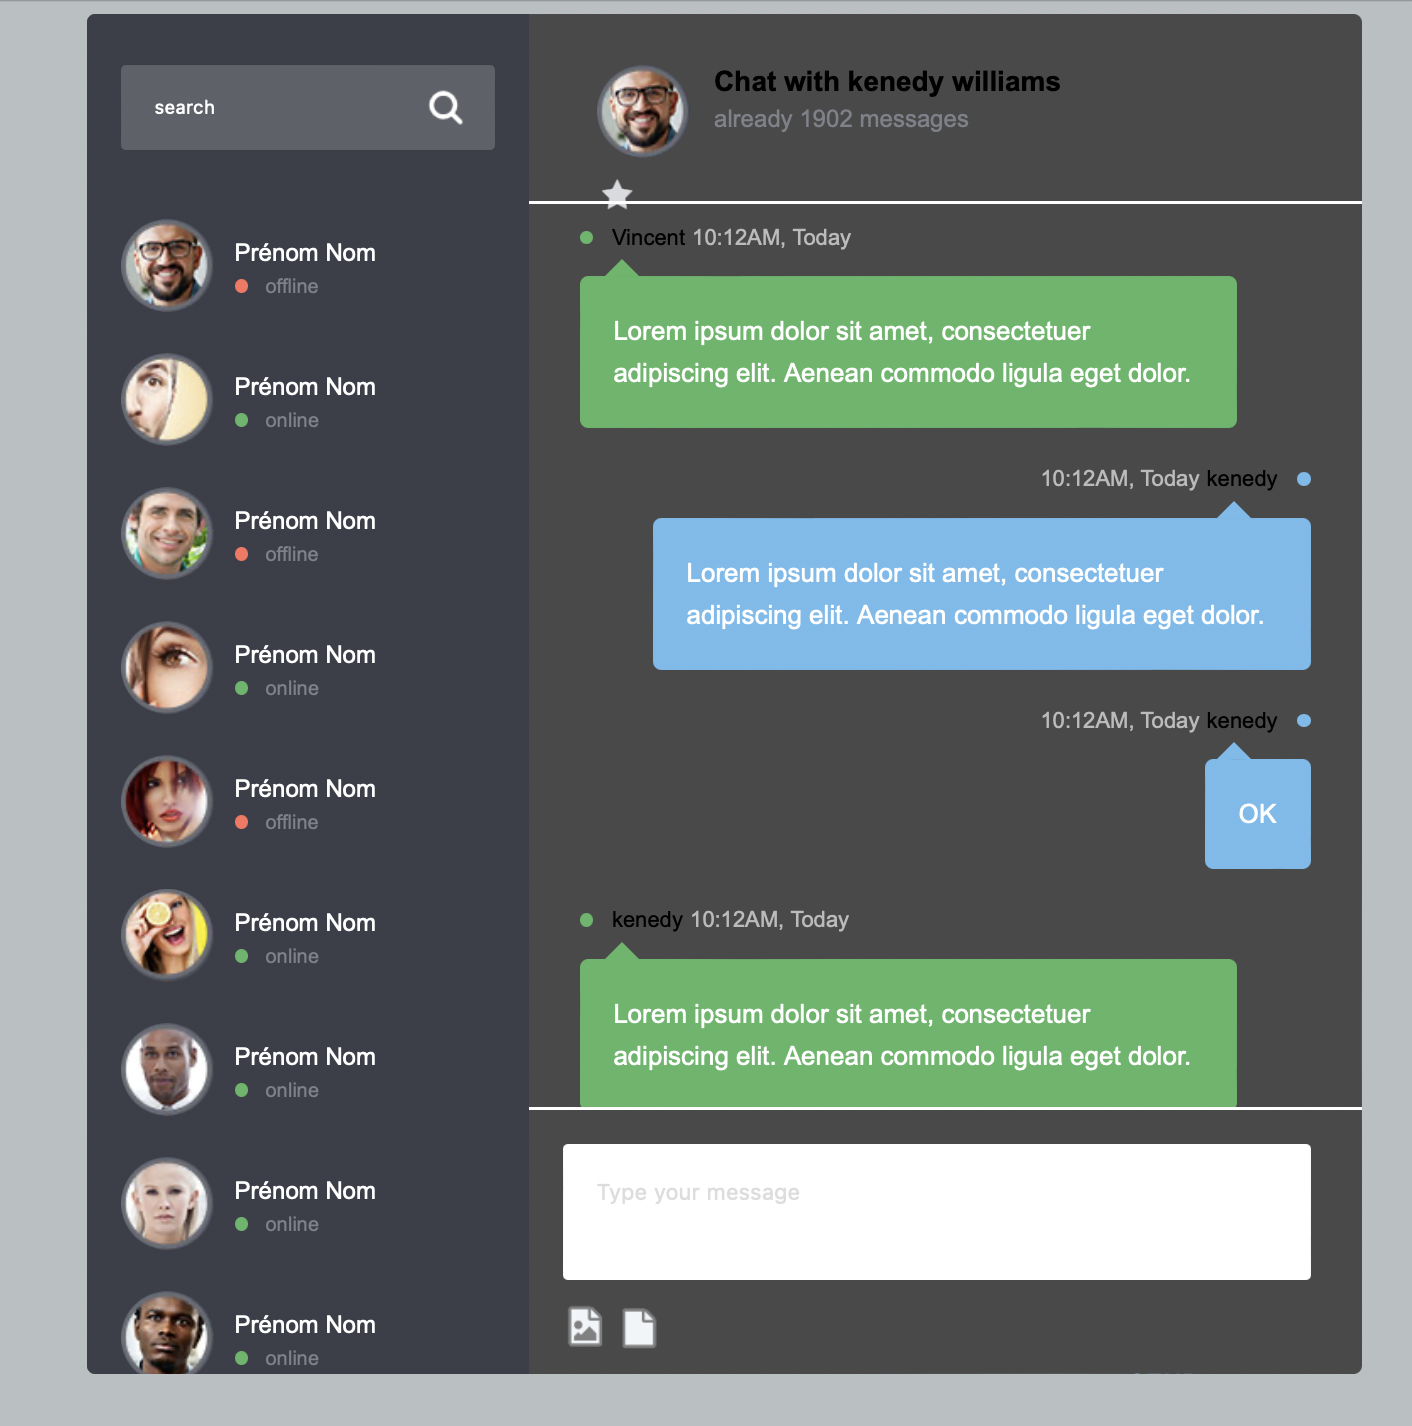 search
Prénom Nom
offline
Prénom Nom
online
Prénom Nom
offline
Prénom Nom
online
Prénom Nom
offline
Prénom Nom
online
Prénom Nom
online
Prénom Nom
online
Prénom Nom
online
Chat with kenedy williams
already 1902 messages
Vincent 10:12AM, Today
Lorem ipsum dolor sit amet, consectetuer
adipiscing elit. Aenean commodo ligula eget dolor.
10:12AM, Today kenedy
Lorem ipsum dolor sit amet, consectetuer
adipiscing elit. Aenean commodo ligula eget dolor.
10:12AM, Today kenedy
OK
kenedy 10:12AM, Today
Lorem ipsum dolor sit amet, consectetuer
adipiscing elit. Aenean commodo ligula eget dolor.
Type your message